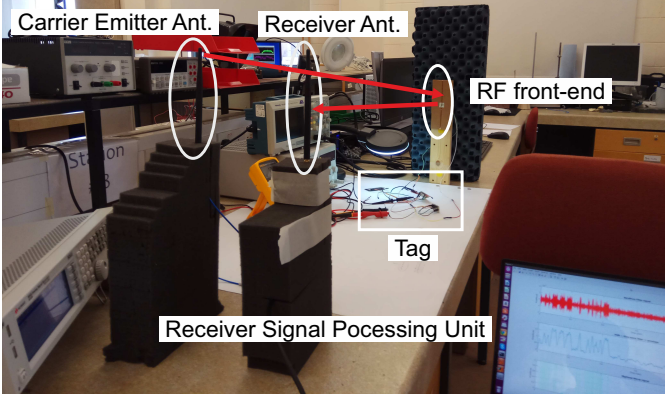 Carrier Emitter Ant.
Receiver Ant.
RF front-end
Station
Tag
Receiver Signal Pocessing Unit